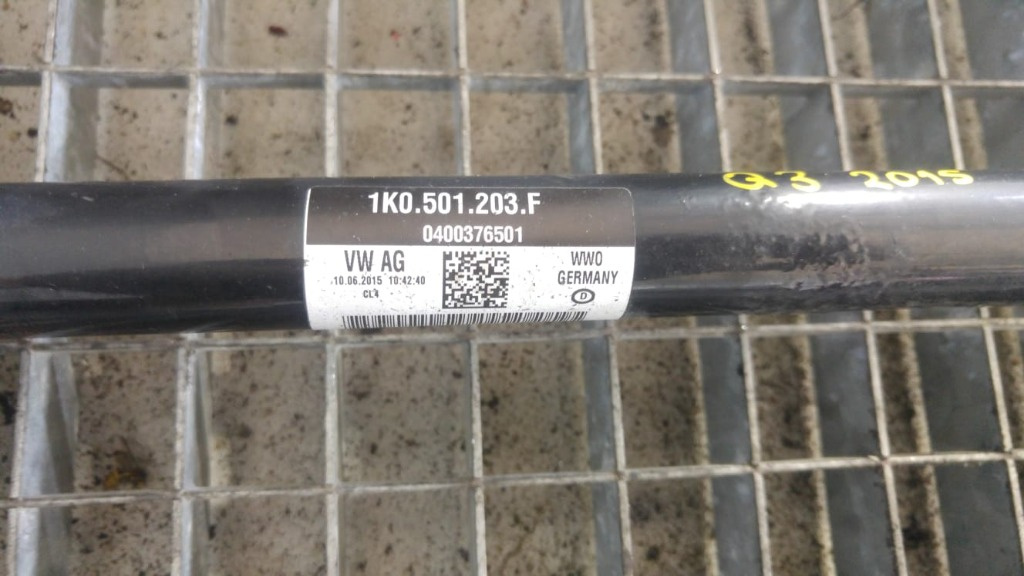 Q3 2015
1K0.501.203.F
0400376501
VW AG
10.06.2015 10:42:40
CL4
WWO
GERMANY
D